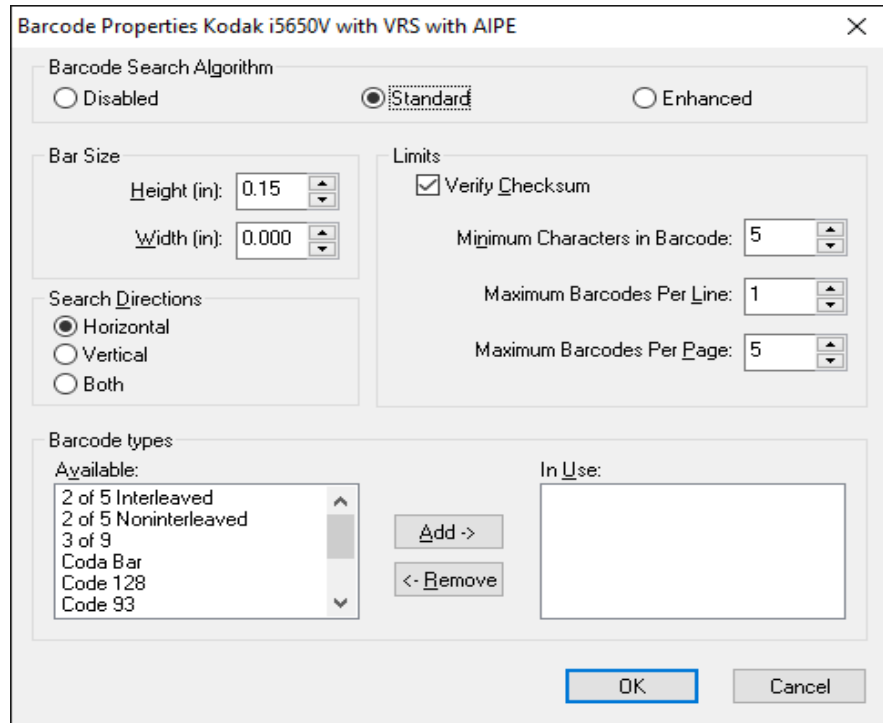 Barcode Properties Kodak i5650V with VRS with AIPE
Barcode Search Algorithm
Disabled Standard Enhanced
Bar Size
Height (in): 0.15
Width (in): 0.000
Search Directions
Horizontal
Vertical
Both
Limits
Verify Checksum
Minimum Characters in Barcode: 5
Maximum Barcodes Per Line: 1
Maximum Barcodes Per Page: 5
Barcode types
Available:
2 of 5 Interleaved
2 of 5 Noninterleaved
3 of 9
Coda Bar
Code 128
Code 93
Add ->
<- Remove
In Use:
OK Cancel